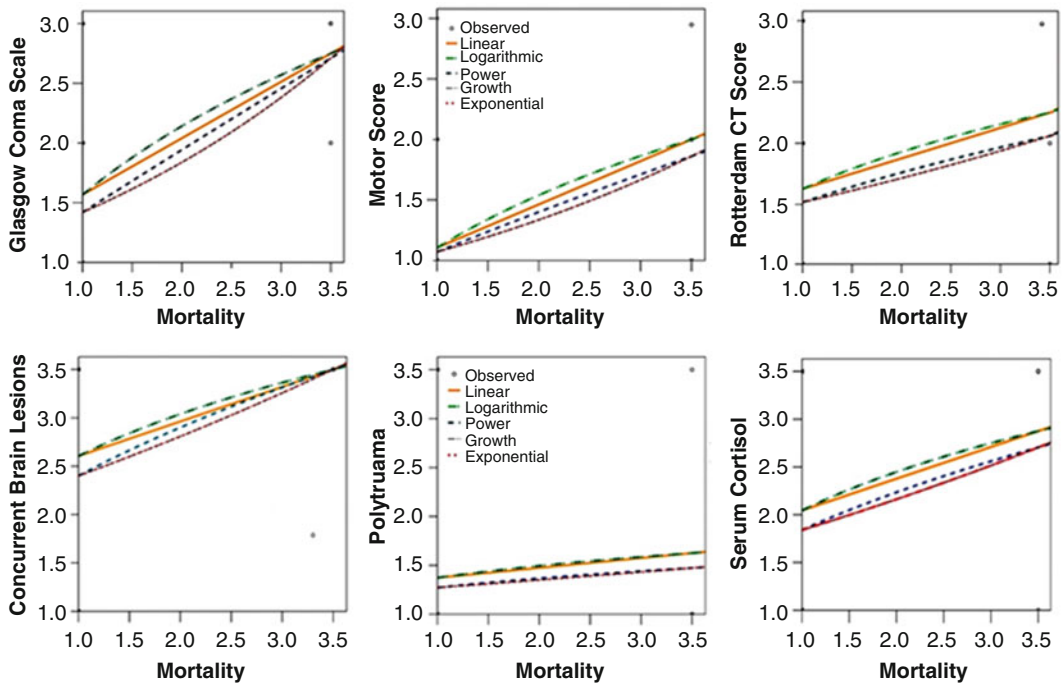 Glasgow Coma Scale
3.0
2.5
2.0
1.5
1.0
1.0 1.5 2.0 2.5 3.0 3.5
Mortality
Motor Score
3.0
2.5
2.0
1.5
1.0
Observed
Linear
Logarithmic
Power
Growth
Exponential
1.0 1.5 2.0 2.5 3.0 3.5
Mortality
Rotterdam CT Score
3.0
2.5
2.0
1.5
1.0
1.0 1.5 2.0 2.5 3.0 3.5
Mortality
Concurrent Brain Lesions
3.5
3.0
2.5
2.0
1.5
1.0
1.0 1.5 2.0 2.5 3.0 3.5
Mortality
Polytruama
3.5
3.0
2.5
2.0
1.5
1.0
Observed
Linear
Logarithmic
Power
Growth
Exponential
1.0 1.5 2.0 2.5 3.0 3.5
Mortality
Serum Cortisol
3.5
3.0
2.5
2.0
1.5
1.0
1.0 1.5 2.0 2.5 3.0 3.5
Mortality